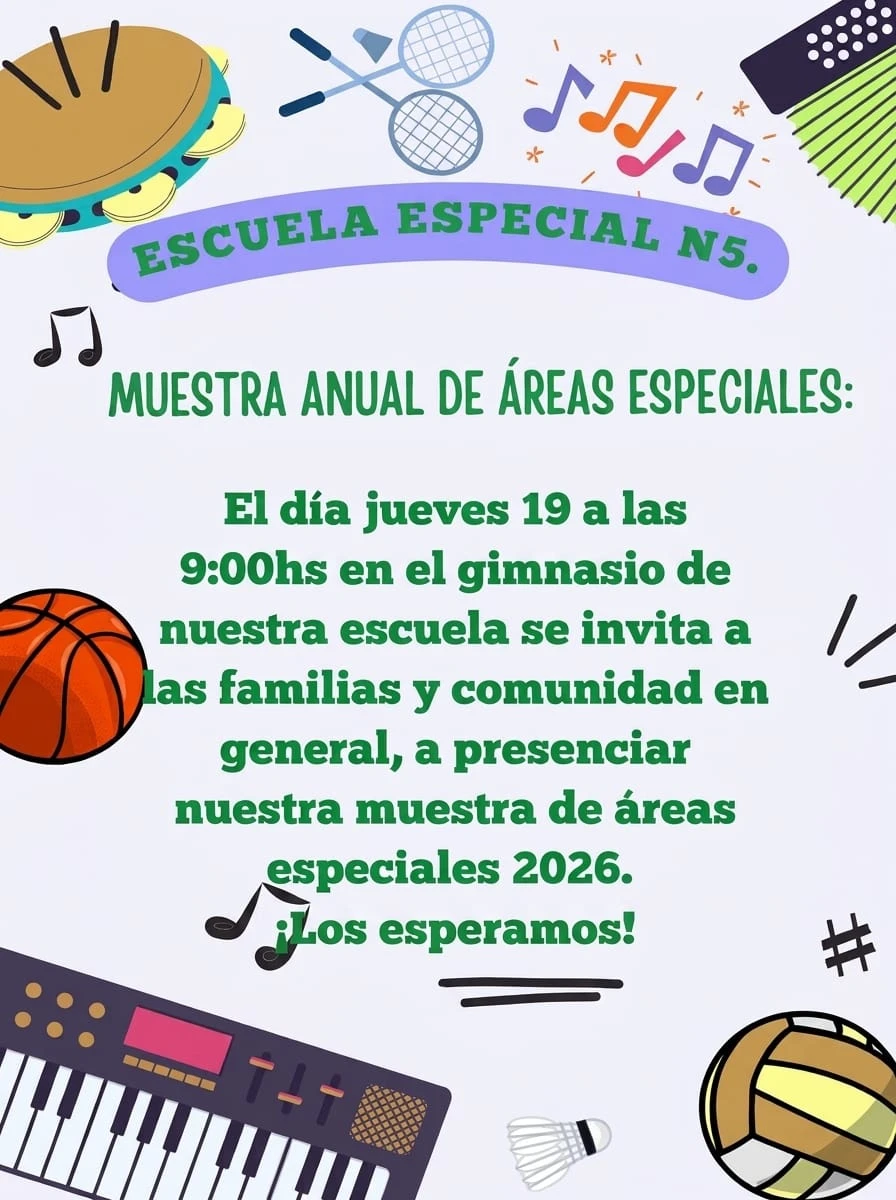 ESCUELA ESPECIAL N5.
MUESTRA ANUAL DE ÁREAS ESPECIALES:
El día jueves 19 a las
9:00hs en el gimnasio de
nuestra escuela se invita a
las familias y comunidad en
general, a presenciar
nuestra muestra de áreas
especiales 2026.
¡Los esperamos!